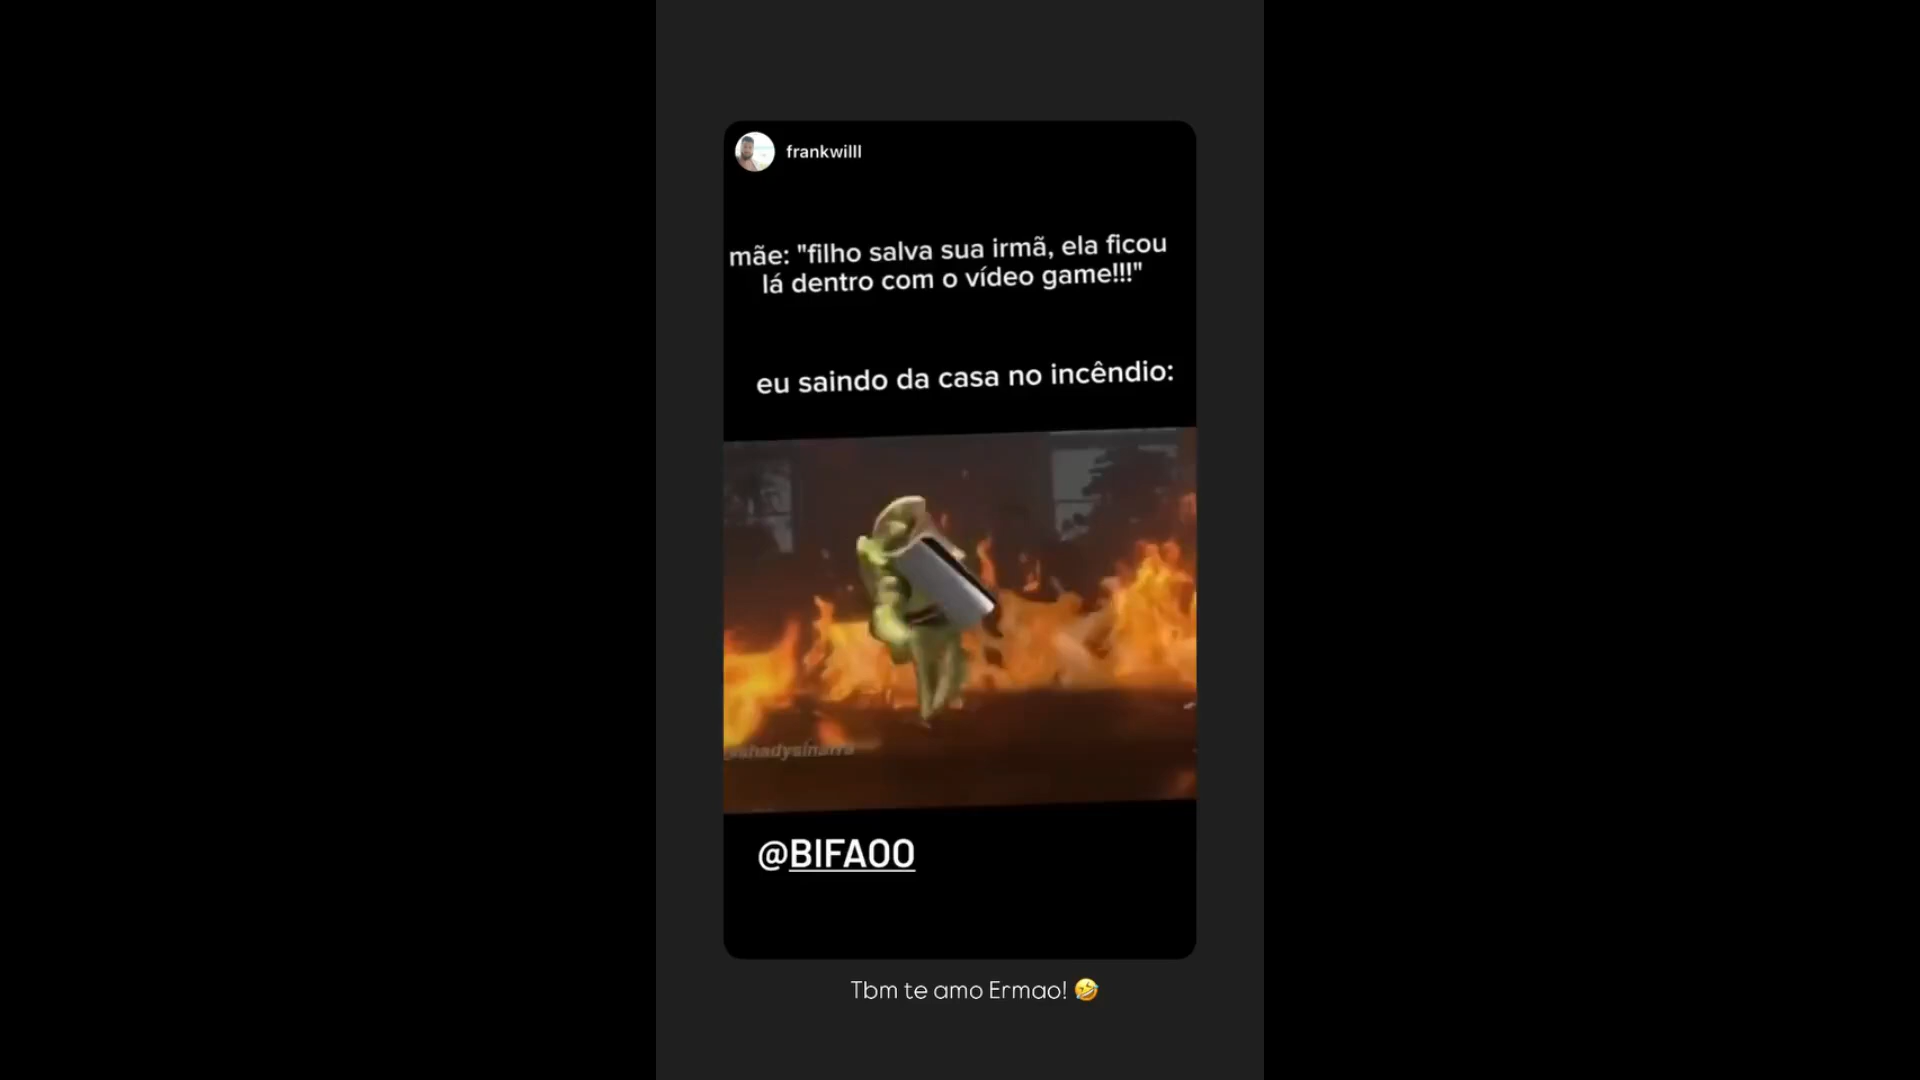 frankwilll
mãe: "filho salva sua irmã, ela ficou
lá dentro com o vídeo game!!!"
eu saindo da casa no incêndio:
@BIFAOO
Tbm te amo Ermao! 🤣